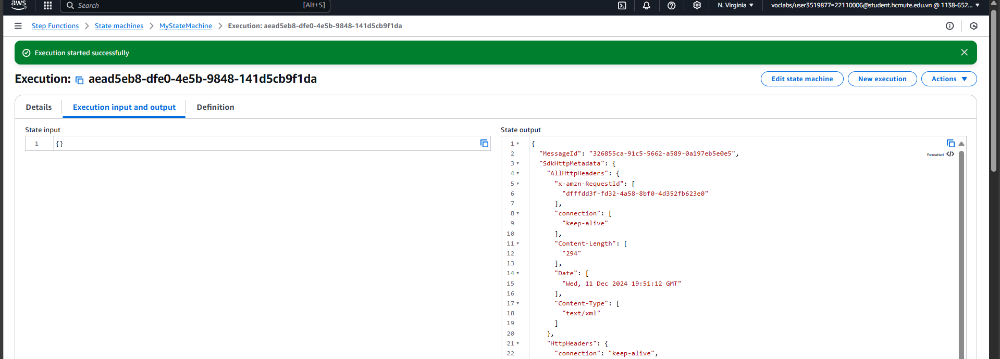 aws
Search [Alt+S] N. Virginia voclabs/user3519877=22110006@student.hcmute.edu.vn @ 1138-652...
Step Functions State machines MyStateMachine Execution: aead5eb8-dfe0-4e5b-9848-141d5cb9f1da
Execution started successfully
Execution: aead5eb8-dfe0-4e5b-9848-141d5cb9f1da
Edit state machine New execution Actions
Details Execution input and output Definition
State input
1 {}
State output
Formatted
1 {
2 "MessageId": "326855ca-91c5-5662-a589-0a197eb5e0e5",
3 "SdkHttpMetadata": {
4 "AllHttpHeaders": {
5 "x-amzn-RequestId": [
6 "dfffdd3f-fd32-4a58-8bf0-4d352fb623e0"
7 ],
8 "connection": [
9 "keep-alive"
10 ],
11 "Content-Length": [
12 "294"
13 ],
14 "Date": [
15 "Wed, 11 Dec 2024 19:51:12 GMT"
16 ],
17 "Content-Type": [
18 "text/xml"
19 ]
20 },
21 "HttpHeaders": {
22 "connection": "keep-alive",